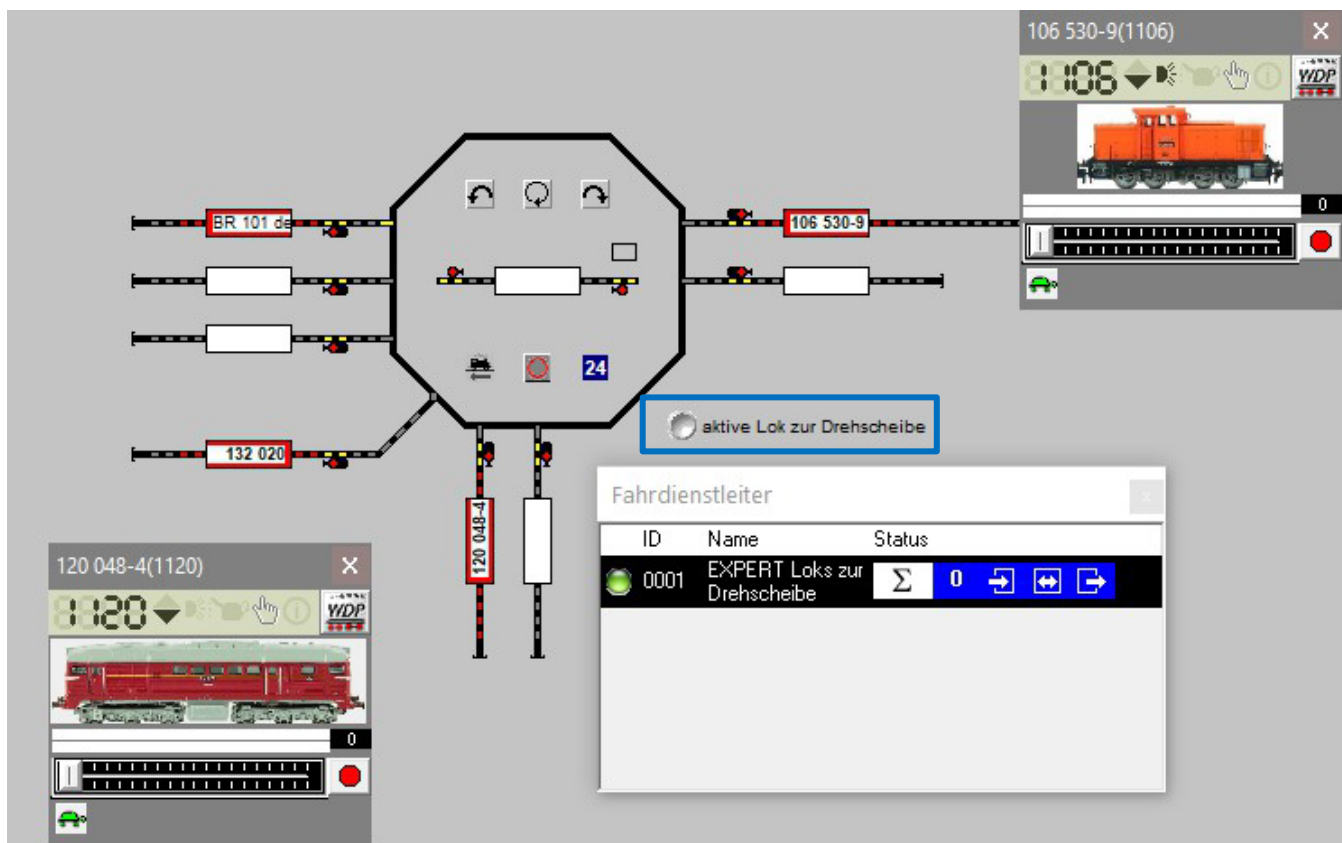 106 530-9(1106)
1106
WDP
0
BR 101 de
106 530-9
24
aktive Lok zur Drehscheibe
132 020
120 048-4
Fahrdienstleiter
ID Name Status
0001 EXPERT Loks zur Drehscheibe Σ 0
120 048-4(1120)
1120
WDP
0